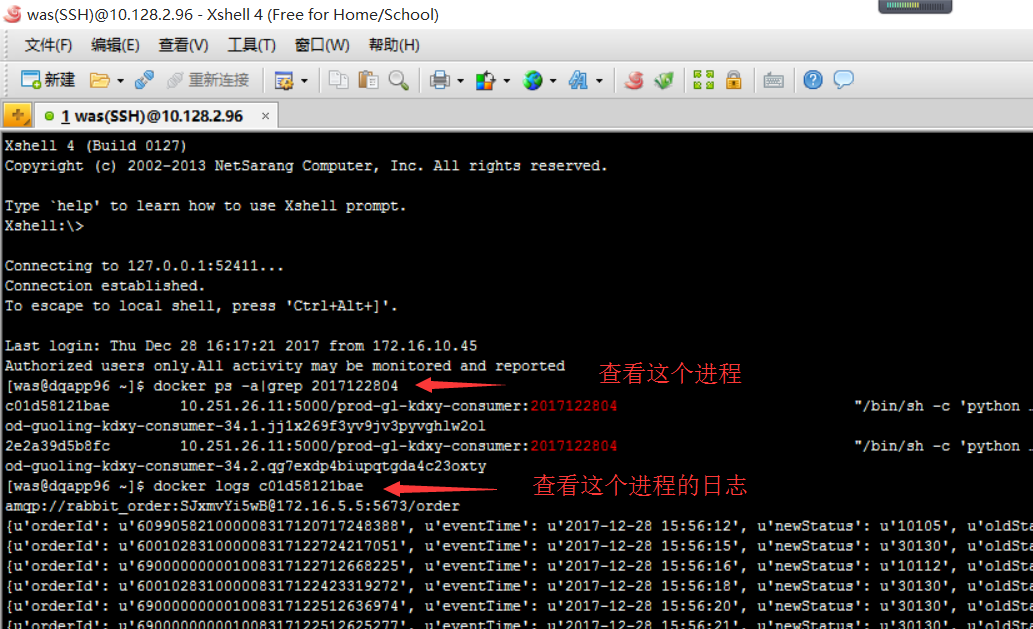 was(SSH)@10.128.2.96 - Xshell 4 (Free for Home/School)
文件(F) 编辑(E) 查看(V) 工具(T) 窗口(W) 帮助(H)
新建 重新连接
1 was(SSH)@10.128.2.96 ×
Xshell 4 (Build 0127)
Copyright (c) 2002-2013 NetSarang Computer, Inc. All rights reserved.
Type `help' to learn how to use Xshell prompt.
Xshell:\>
Connecting to 127.0.0.1:52411...
Connection established.
To escape to local shell, press 'Ctrl+Alt+]'.
Last login: Thu Dec 28 16:17:21 2017 from 172.16.10.45
Authorized users only.All activity may be monitored and reported
[was@dqapp96 ~]$ docker ps -a|grep 2017122804 查看这个进程
c01d58121bae 10.251.26.11:5000/prod-gl-kdxy-consumer:2017122804 "/bin/sh -c 'python
od-guoling-kdxy-consumer-34.1.jj1x269f3yv9jv3pyvghlw2ol
2e2a39d5b8fc 10.251.26.11:5000/prod-gl-kdxy-consumer:2017122804 "/bin/sh -c 'python
od-guoling-kdxy-consumer-34.2.qg7exdp4biupqtgda4c23oxty
[was@dqapp96 ~]$ docker logs c01d58121bae 查看这个进程的日志
amqp://rabbit_order:SJxmvYi5wB@172.16.5.5:5673/order
{u'orderId': u'609905821000008317120717248388', u'eventTime': u'2017-12-28 15:56:12', u'newStatus': u'10105', u'oldSta
{u'orderId': u'600102831000008317122724217051', u'eventTime': u'2017-12-28 15:56:15', u'newStatus': u'30130', u'oldSta
{u'orderId': u'6900000000100831712271266822​5', u'eventTime': u'2017-12-28 15:56:16', u'newStatus': u'10112', u'oldSta
{u'orderId': u'6001028310000083171224233192​72', u'eventTime': u'2017-12-28 15:56:18', u'newStatus': u'30130', u'oldSta
{u'orderId': u'6900000000100831712251263697​4', u'eventTime': u'2017-12-28 15:56:20', u'newStatus': u'30130', u'oldSta
{u'orderId': u'6900000000100831712251262527​7', u'eventTime': u'2017-12-28 15:56:21', u'newStatus': u'30130', u'oldSta